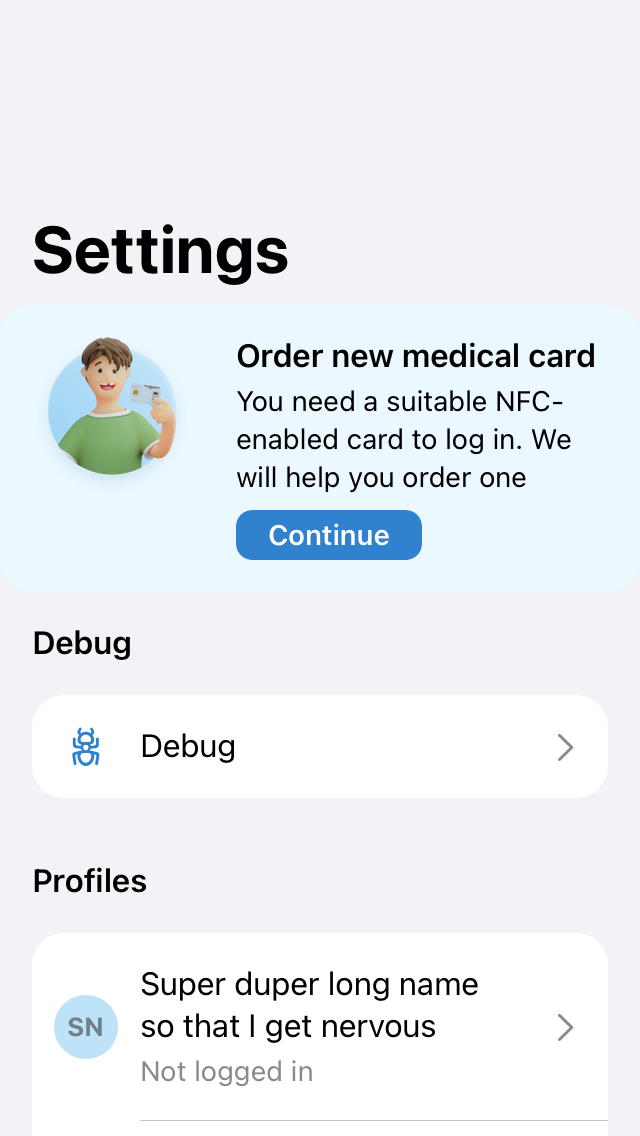 Settings
Order new medical card
You need a suitable NFC-
enabled card to log in. We
will help you order one
Continue
Debug
Debug
Profiles
SN
Super duper long name
so that I get nervous
Not logged in